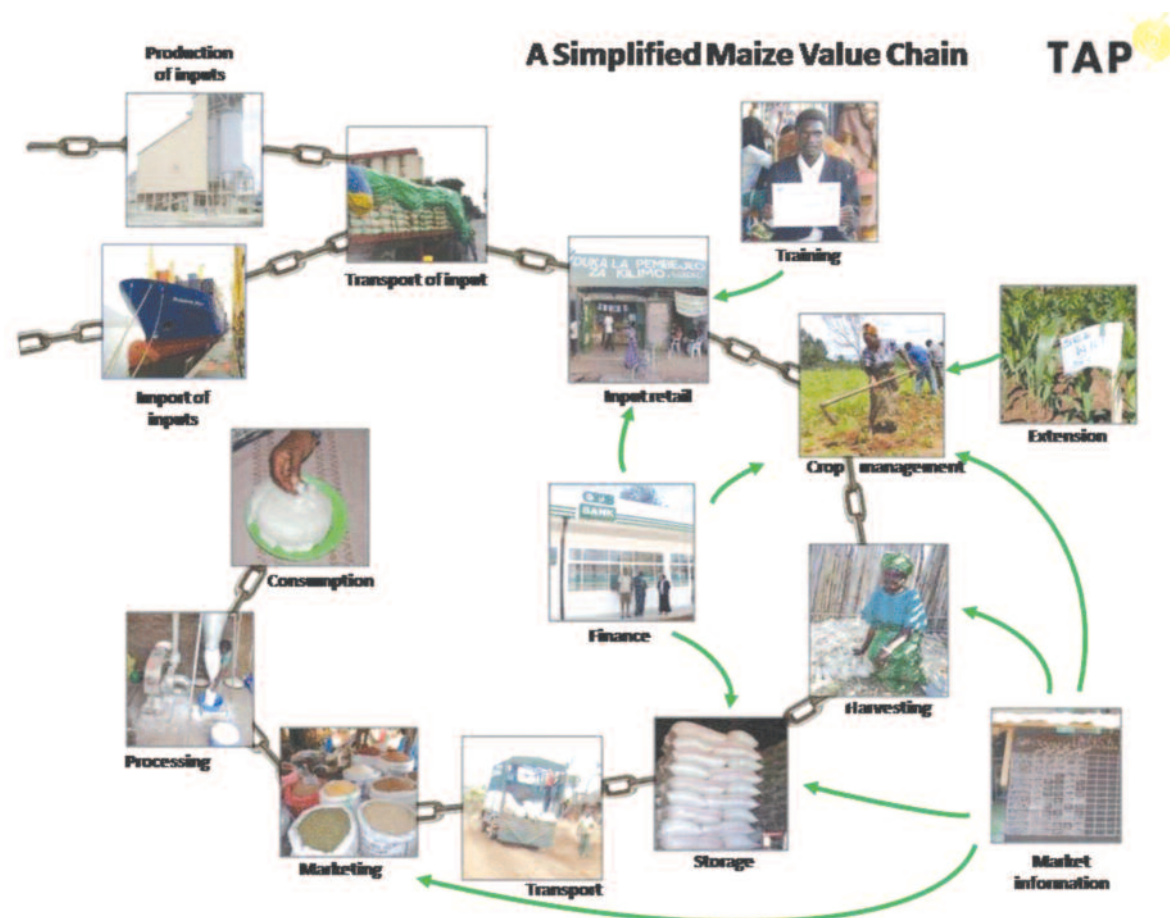 A Simplified Maize Value Chain
TAP
Production
of inputs
Transport of input
Import of
inputs
Training
DUKA LA PEMBEJEO
ZA KILIMO
Input retail
Crop management
Extension
BANK
Finance
Consumption
Harvesting
Processing
Marketing
Transport
Storage
Market
information